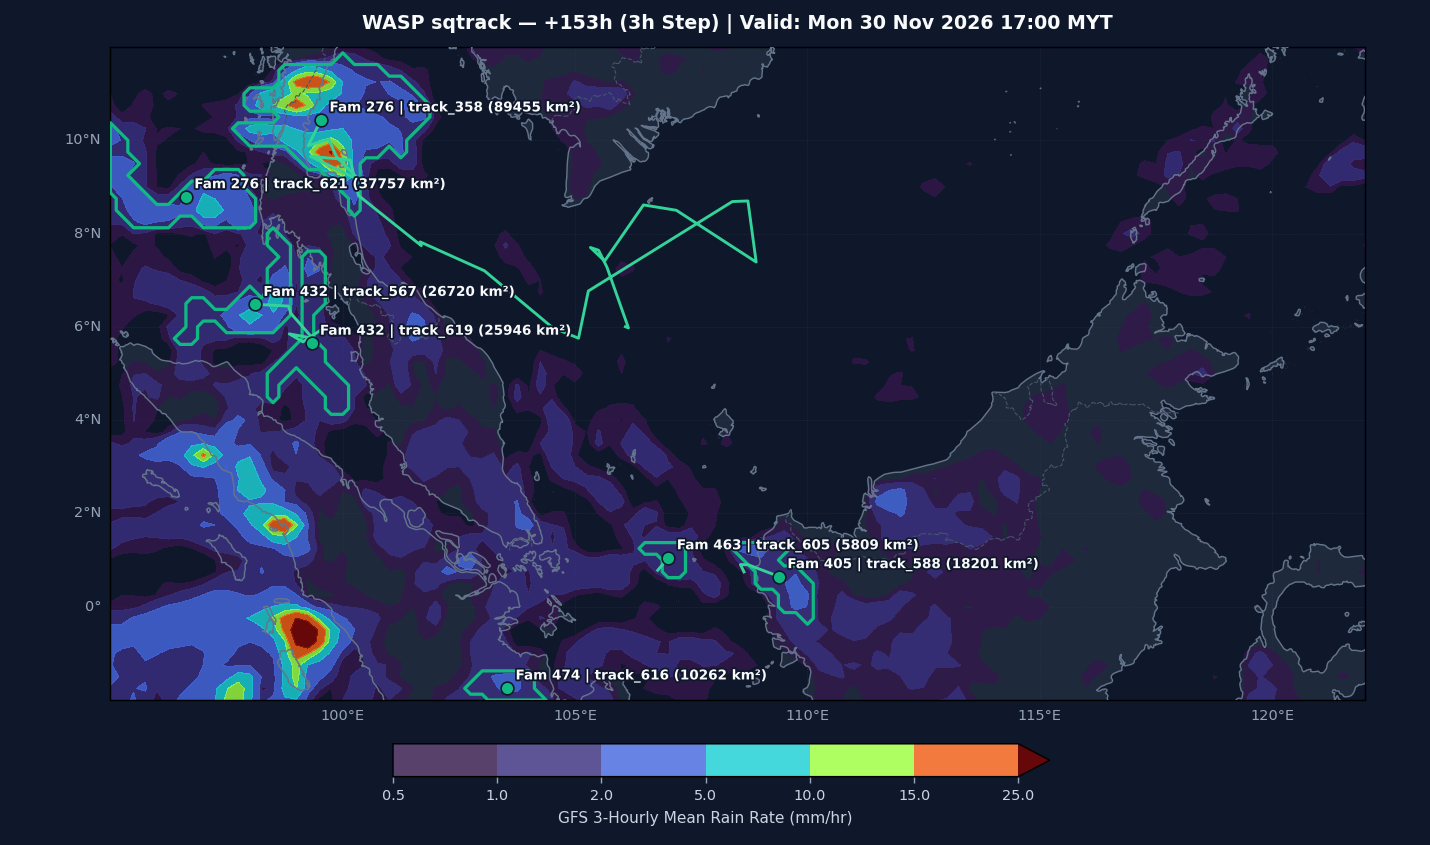 WASP sqtrack — +153h (3h Step) | Valid: Mon 30 Nov 2026 17:00 MYT
Fam 276 | track_358 (89455 km²)
10°N
Fam 276 | track_621 (37757 km²)
8°N
Fam 432 | track_567 (26720 km²)
6°N
Fam 432 | track_619 (25946 km²)
4°N
2°N
Fam 463 | track_605 (5809 km²)
Fam 405 | track_588 (18201 km²)
0°
Fam 474 | track_616 (10262 km²)
100°E 105°E 110°E 115°E 120°E
0.5 1.0 2.0 5.0 10.0 15.0 25.0
GFS 3-Hourly Mean Rain Rate (mm/hr)